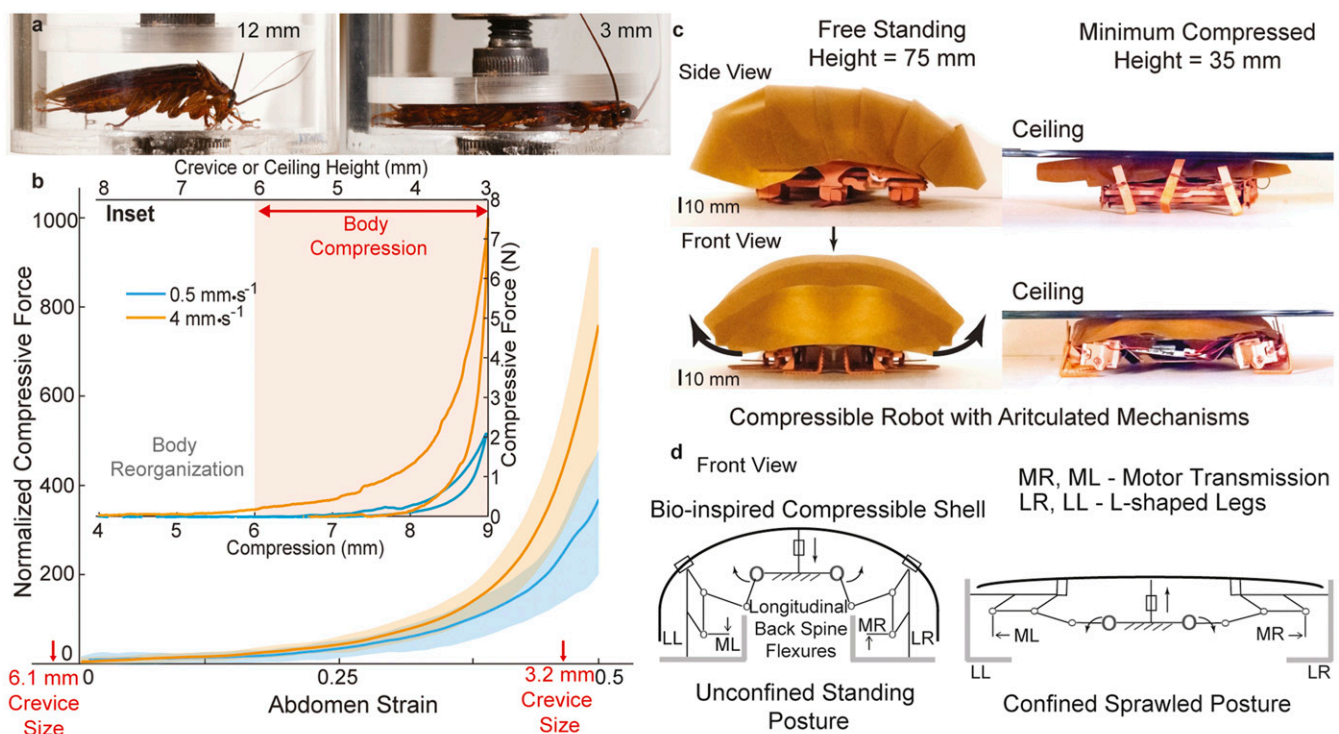 a
12 mm
3 mm
b
Crevice or Ceiling Height (mm)
8 7 6 5 4 3
Inset
Body
Compression
0.5 mm•s-1
4 mm•s-1
Body
Reorganization
4 5 6 7 8 9
Compression (mm)
8
7
6
5
4
3
2
1
0
Compressive Force (N)
1000
800
600
400
200
0
Normalized Compressive Force
0 0.25 0.5
Abdomen Strain
6.1 mm
Crevice
Size
3.2 mm
Crevice
Size
c
Free Standing
Height = 75 mm
Minimum Compressed
Height = 35 mm
Side View
10 mm
Ceiling
Front View
10 mm
Ceiling
Compressible Robot with Aritculated Mechanisms
d
Front View
MR, ML - Motor Transmission
LR, LL - L-shaped Legs
Bio-inspired Compressible Shell
Longitudinal
Back Spine
Flexures
LL
ML
MR
LR
Unconfined Standing
Posture
ML
MR
LL
LR
Confined Sprawled Posture